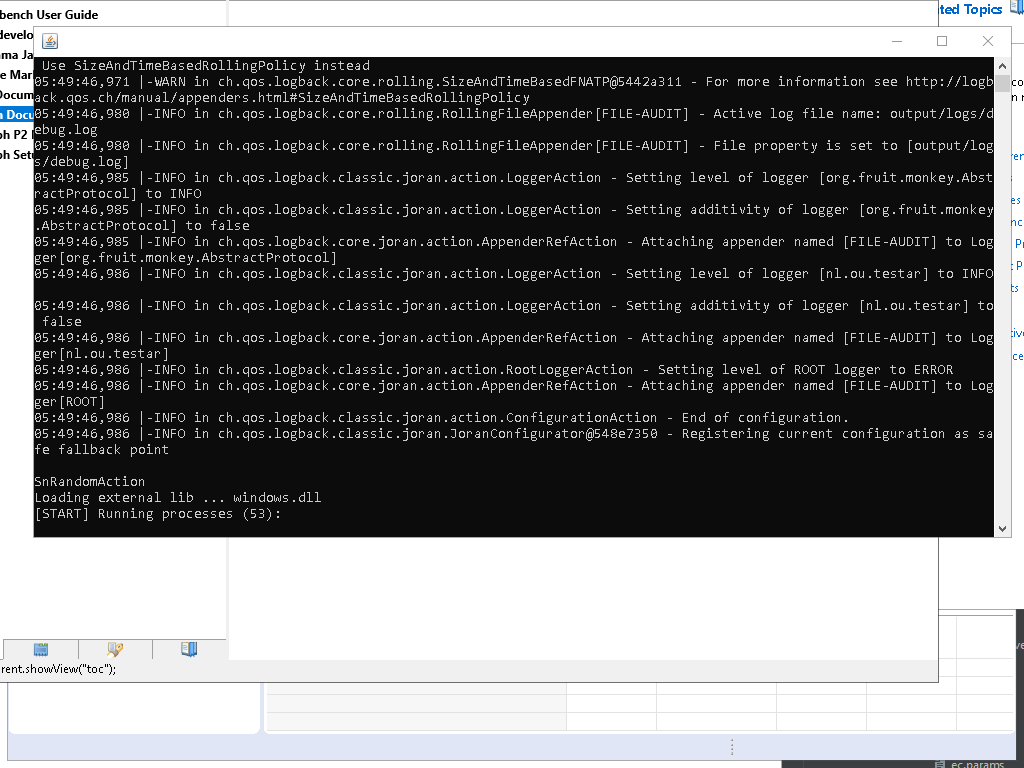 bench User Guide
ted Topics
Use SizeAndTimeBasedRollingPolicy instead
05:49:46,971 |-WARN in ch.qos.logback.core.rolling.SizeAndTimeBasedFNATP@5442a311 - For more information see http://logb
ack.qos.ch/manual/appenders.html#SizeAndTimeBasedRollingPolicy
05:49:46,980 |-INFO in ch.qos.logback.core.rolling.RollingFileAppender[FILE-AUDIT] - Active log file name: output/logs/d
ebug.log
05:49:46,980 |-INFO in ch.qos.logback.core.rolling.RollingFileAppender[FILE-AUDIT] - File property is set to [output/log
s/debug.log]
05:49:46,985 |-INFO in ch.qos.logback.classic.joran.action.LoggerAction - Setting level of logger [org.fruit.monkey.Abst
ractProtocol] to INFO
05:49:46,985 |-INFO in ch.qos.logback.classic.joran.action.LoggerAction - Setting additivity of logger [org.fruit.monkey
.AbstractProtocol] to false
05:49:46,985 |-INFO in ch.qos.logback.core.joran.action.AppenderRefAction - Attaching appender named [FILE-AUDIT] to Log
ger[org.fruit.monkey.AbstractProtocol]
05:49:46,986 |-INFO in ch.qos.logback.classic.joran.action.LoggerAction - Setting level of logger [nl.ou.testar] to INFO
05:49:46,986 |-INFO in ch.qos.logback.classic.joran.action.LoggerAction - Setting additivity of logger [nl.ou.testar] to
false
05:49:46,986 |-INFO in ch.qos.logback.core.joran.action.AppenderRefAction - Attaching appender named [FILE-AUDIT] to Log
ger[nl.ou.testar]
05:49:46,986 |-INFO in ch.qos.logback.classic.joran.action.RootLoggerAction - Setting level of ROOT logger to ERROR
05:49:46,986 |-INFO in ch.qos.logback.core.joran.action.AppenderRefAction - Attaching appender named [FILE-AUDIT] to Log
ger[ROOT]
05:49:46,986 |-INFO in ch.qos.logback.classic.joran.action.ConfigurationAction - End of configuration.
05:49:46,986 |-INFO in ch.qos.logback.classic.joran.JoranConfigurator@548e7350 - Registering current configuration as sa
fe fallback point
SnRandomAction
Loading external lib ... windows.dll
[START] Running processes (53):
develo
ma Ja
e Mar
Docum
n Docu
ph P2
ph Setu
rent.showView("toc");
ec.params